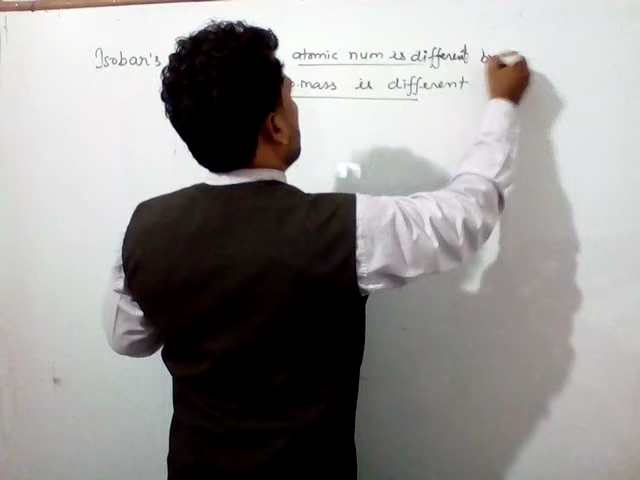 Isobar's atomic num is different
mass is different